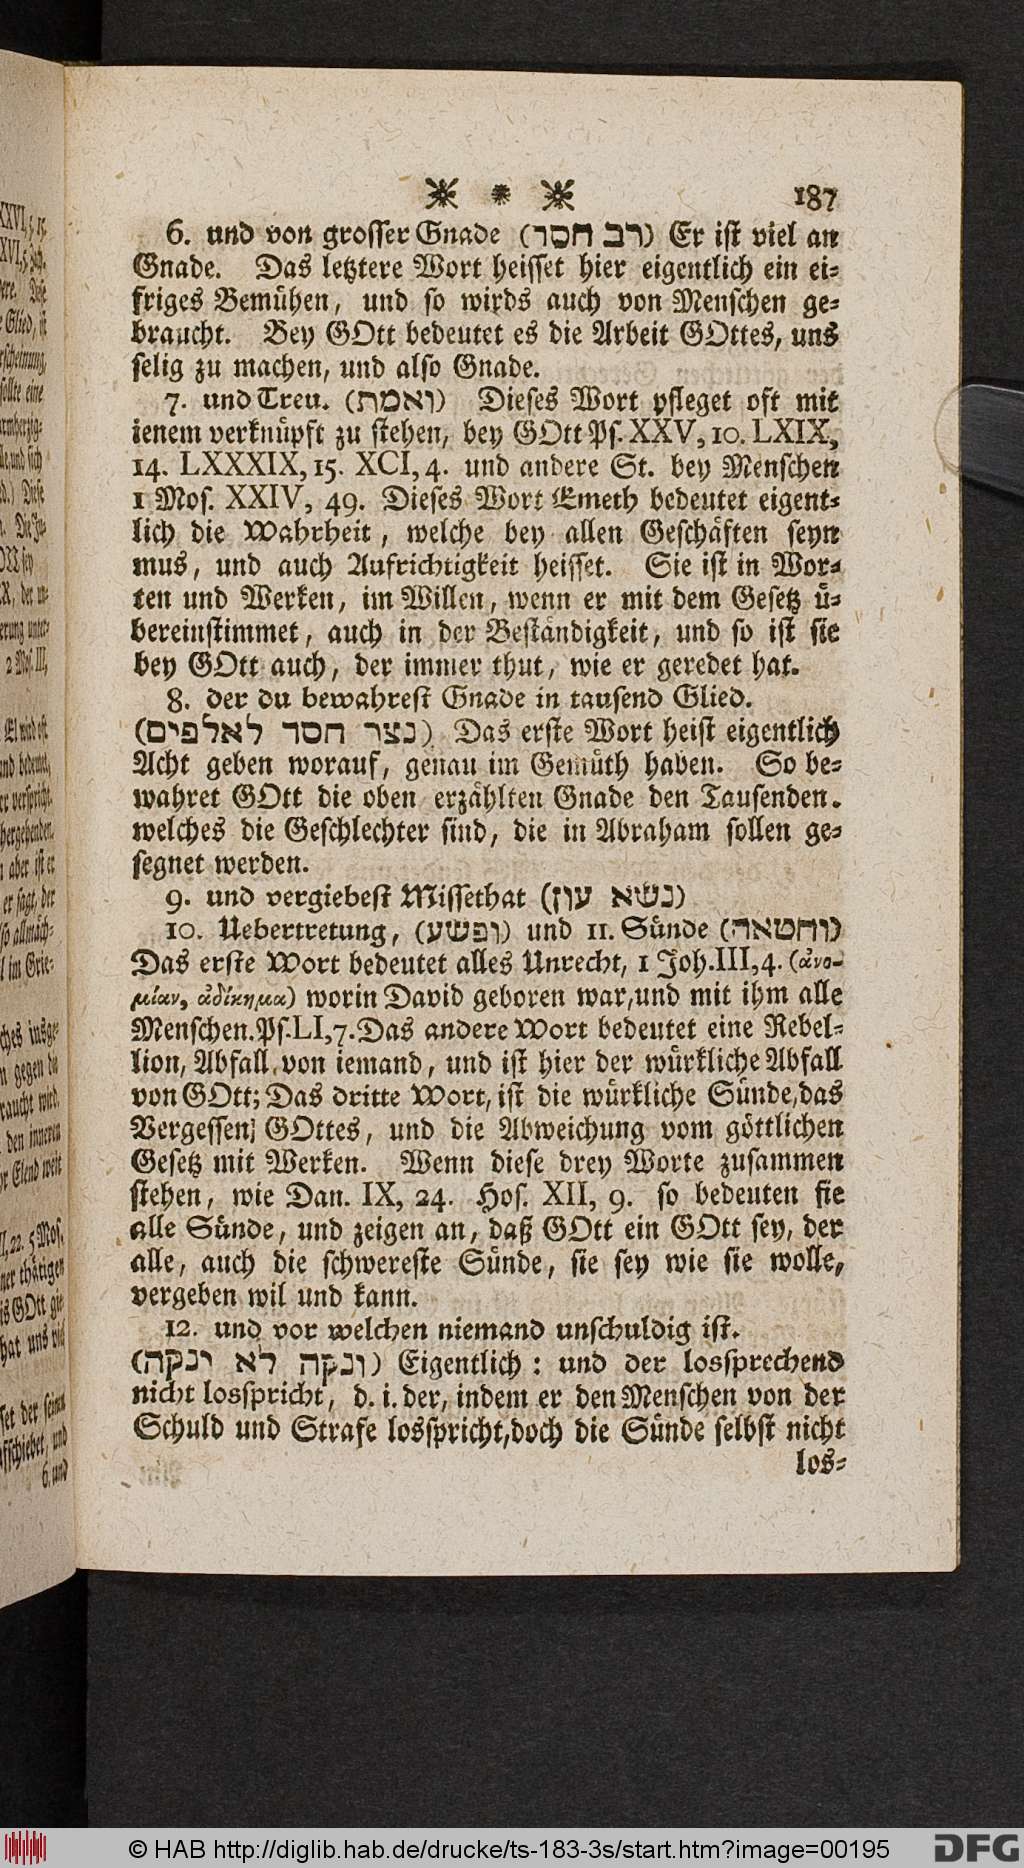 187
6. und von grosser Gnade (רב חסר) Er ist viel an
Gnade. Das letztere Wort heisset hier eigentlich ein ei-
friges Bemühen, und so wirds auch von Menschen ge-
braucht. Bey GOtt bedeutet es die Arbeit GOttes, uns
selig zu machen, und also Gnade.
7. und Treu. (ואמת) Dieses Wort pfleget oft mit
ienem verknüpft zu stehen, bey GOtt Ps. XXV, 10. LXIX,
14. LXXXIX, 15. XCI, 4. und andere St. bey Menschen
1 Mos. XXIV, 49. Dieses Wort Emeth bedeutet eigent-
lich die Wahrheit, welche bey allen Geschäften seyn
mus, und auch Aufrichtigkeit heisset. Sie ist in Wor-
ten und Werken, im Willen, wenn er mit dem Gesetz ü-
bereinstimmet, auch in der Beständigkeit, und so ist sie
bey GOtt auch, der immer thut, wie er geredet hat.
8. der du bewahrest Gnade in tausend Glied.
(נצר חסר לאלפים) Das erste Wort heist eigentlich
Acht geben worauf, genau im Gemüth haben. So be-
wahret GOtt die oben erzählten Gnade den Tausenden.
welches die Geschlechter sind, die in Abraham sollen ge-
segnet werden.
9. und vergiebest Missethat (נשא עון)
10. Uebertretung, (ופשע) und 11. Sünde (וחטאה)
Das erste Wort bedeutet alles Unrecht, 1 Joh. III, 4. (ἀνο-
μίαν, ἀδίκημα) worin David geboren war, und mit ihm alle
Menschen. Ps. LI, 7. Das andere Wort bedeutet eine Rebel-
lion, Abfall von iemand, und ist hier der würkliche Abfall
von GOtt; Das dritte Wort, ist die würkliche Sünde, das
Vergessen GOttes, und die Abweichung vom göttlichen
Gesetz mit Werken. Wenn diese drey Worte zusammen
stehen, wie Dan. IX, 24. Hos. XII, 9. so bedeuten sie
alle Sünde, und zeigen an, daß GOtt ein GOtt sey, der
alle, auch die schwereste Sünde, sie sey wie sie wolle,
vergeben wil und kann.
12. und vor welchen niemand unschuldig ist.
(ונקה לא ינקה) Eigentlich: und der lossprechend
nicht losspricht, d. i. der, indem er den Menschen von der
Schuld und Strafe losspricht, doch die Sünde selbst nicht
los-
© HAB http://diglib.hab.de/drucke/ts-183-3s/start.htm?image=00195
DFG